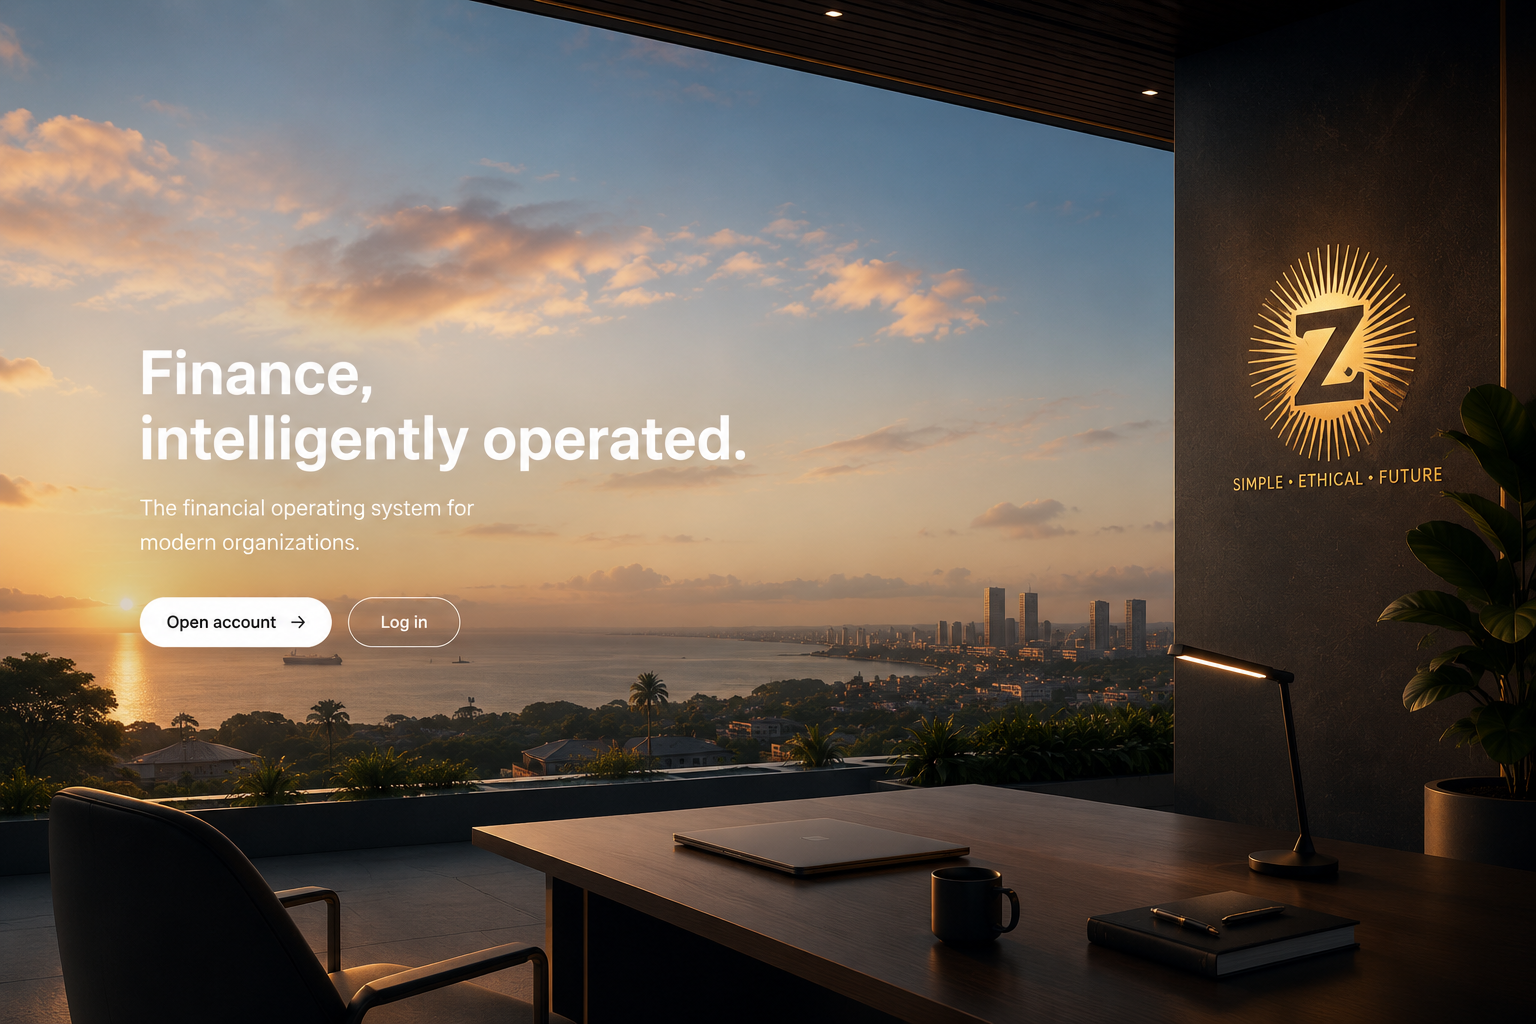 Finance,
intelligently operated.
The financial operating system for
modern organizations.
Open account →
Log in
Z.
SIMPLE • ETHICAL • FUTURE